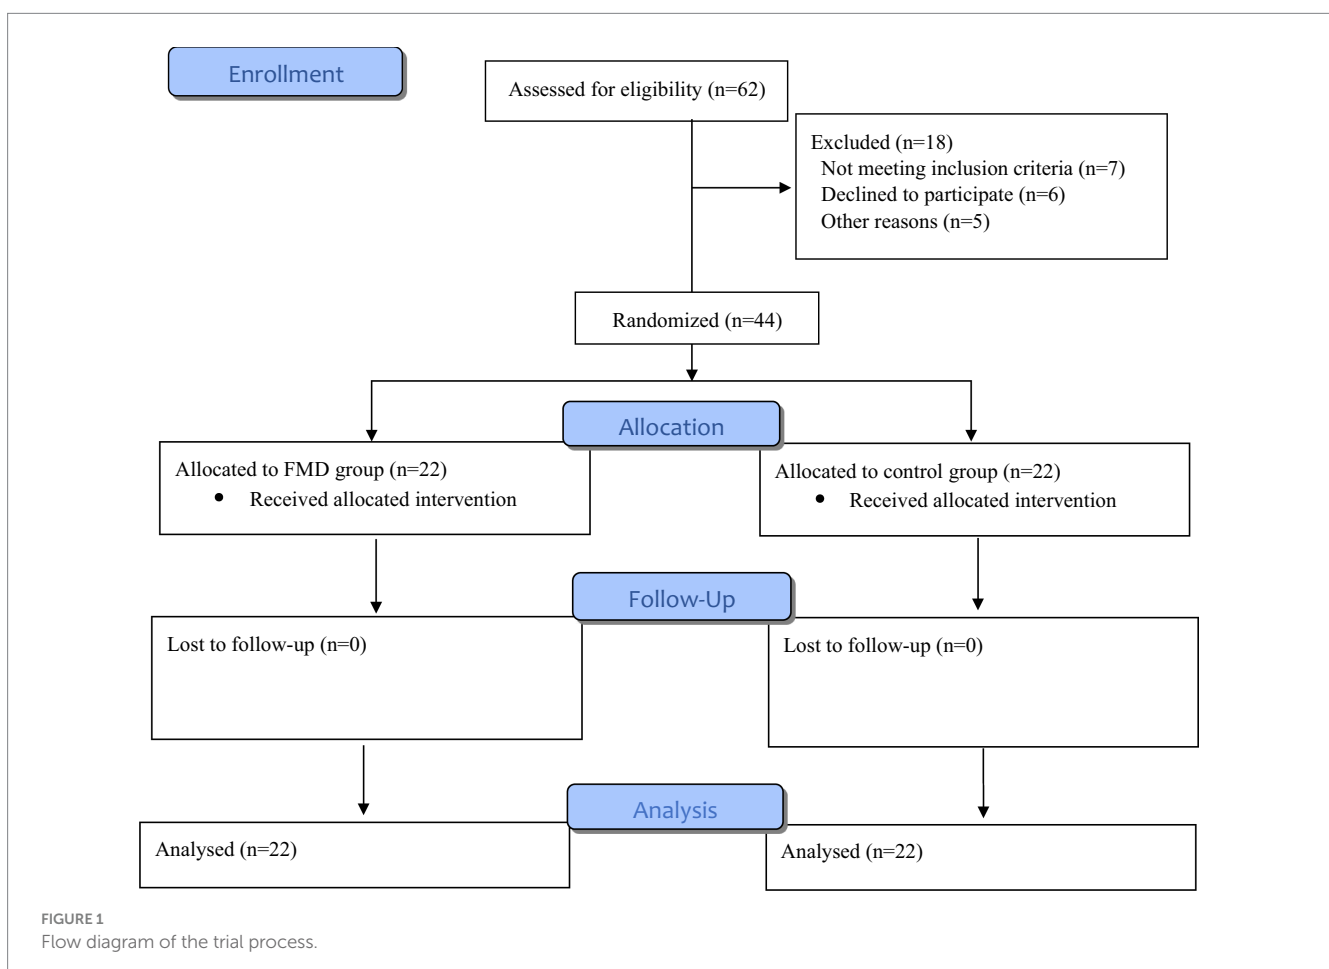 Enrollment
Assessed for eligibility (n=62)
Excluded (n=18)
Not meeting inclusion criteria (n=7)
Declined to participate (n=6)
Other reasons (n=5)
Randomized (n=44)
Allocation
Allocated to FMD group (n=22)
• Received allocated intervention
Allocated to control group (n=22)
• Received allocated intervention
Follow-Up
Lost to follow-up (n=0)
Lost to follow-up (n=0)
Analysis
Analysed (n=22)
Analysed (n=22)
FIGURE 1
Flow diagram of the trial process.